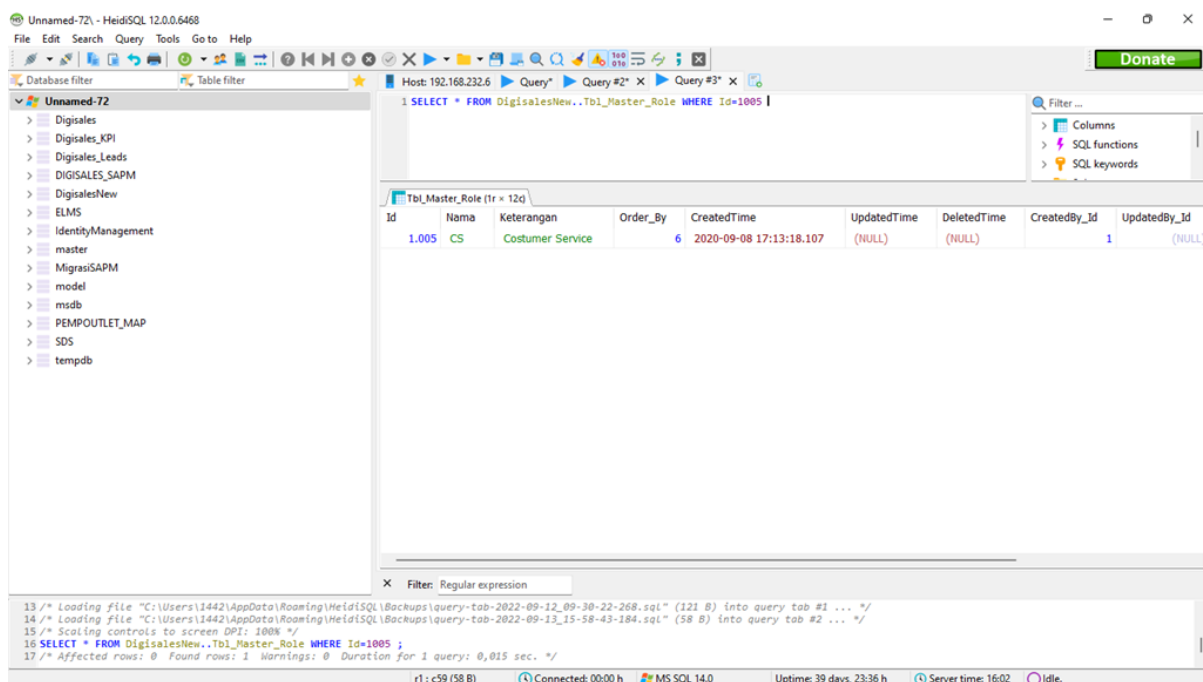 Unnamed-72\ - HeidiSQL 12.0.0.6468
File Edit Search Query Tools Go to Help
Donate
Database filter Table filter
Host: 192.168.232.6 Query* Query #2* Query #3*
Unnamed-72
Digisales
Digisales_KPI
Digisales_Leads
DIGISALES_SAPM
DigisalesNew
ELMS
IdentityManagement
master
MigrasiSAPM
model
msdb
PEMPOUTLET_MAP
SDS
tempdb
1 SELECT * FROM DigisalesNew..Tbl_Master_Role WHERE Id=1005
Filter ...
Columns
SQL functions
SQL keywords
Tbl_Master_Role (1r × 12c)
Id Nama Keterangan Order_By CreatedTime UpdatedTime DeletedTime CreatedBy_Id UpdatedBy_Id
1.005 CS Costumer Service 6 2020-09-08 17:13:18.107 (NULL) (NULL) 1 (NULL)
Filter: Regular expression
13 /* Loading file "C:\Users\1442\AppData\Roaming\HeidiSQL\Backups\query-tab-2022-09-12_09-30-22-268.sql" (121 B) into query tab #1 ... */
14 /* Loading file "C:\Users\1442\AppData\Roaming\HeidiSQL\Backups\query-tab-2022-09-13_15-58-43-184.sql" (58 B) into query tab #2 ... */
15 /* Scaling controls to screen DPI: 100% */
16 SELECT * FROM DigisalesNew..Tbl_Master_Role WHERE Id=1005 ;
17 /* Affected rows: 0 Found rows: 1 Warnings: 0 Duration for 1 query: 0,015 sec. */
r1 : c59 (58 B) Connected: 00:00 h MS SQL 14.0 Uptime: 39 days, 23:36 h Server time: 16:02 Idle.